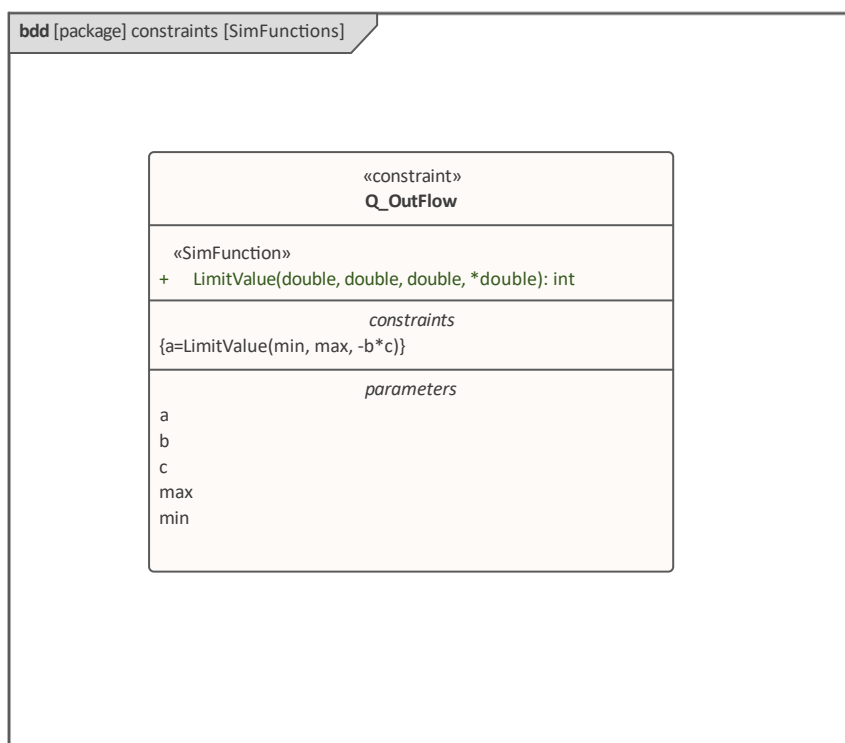 bdd [package] constraints [SimFunctions]
«constraint»
Q_OutFlow
«SimFunction»
+ LimitValue(double, double, double, *double): int
constraints
{a=LimitValue(min, max, -b*c)}
parameters
a
b
c
max
min